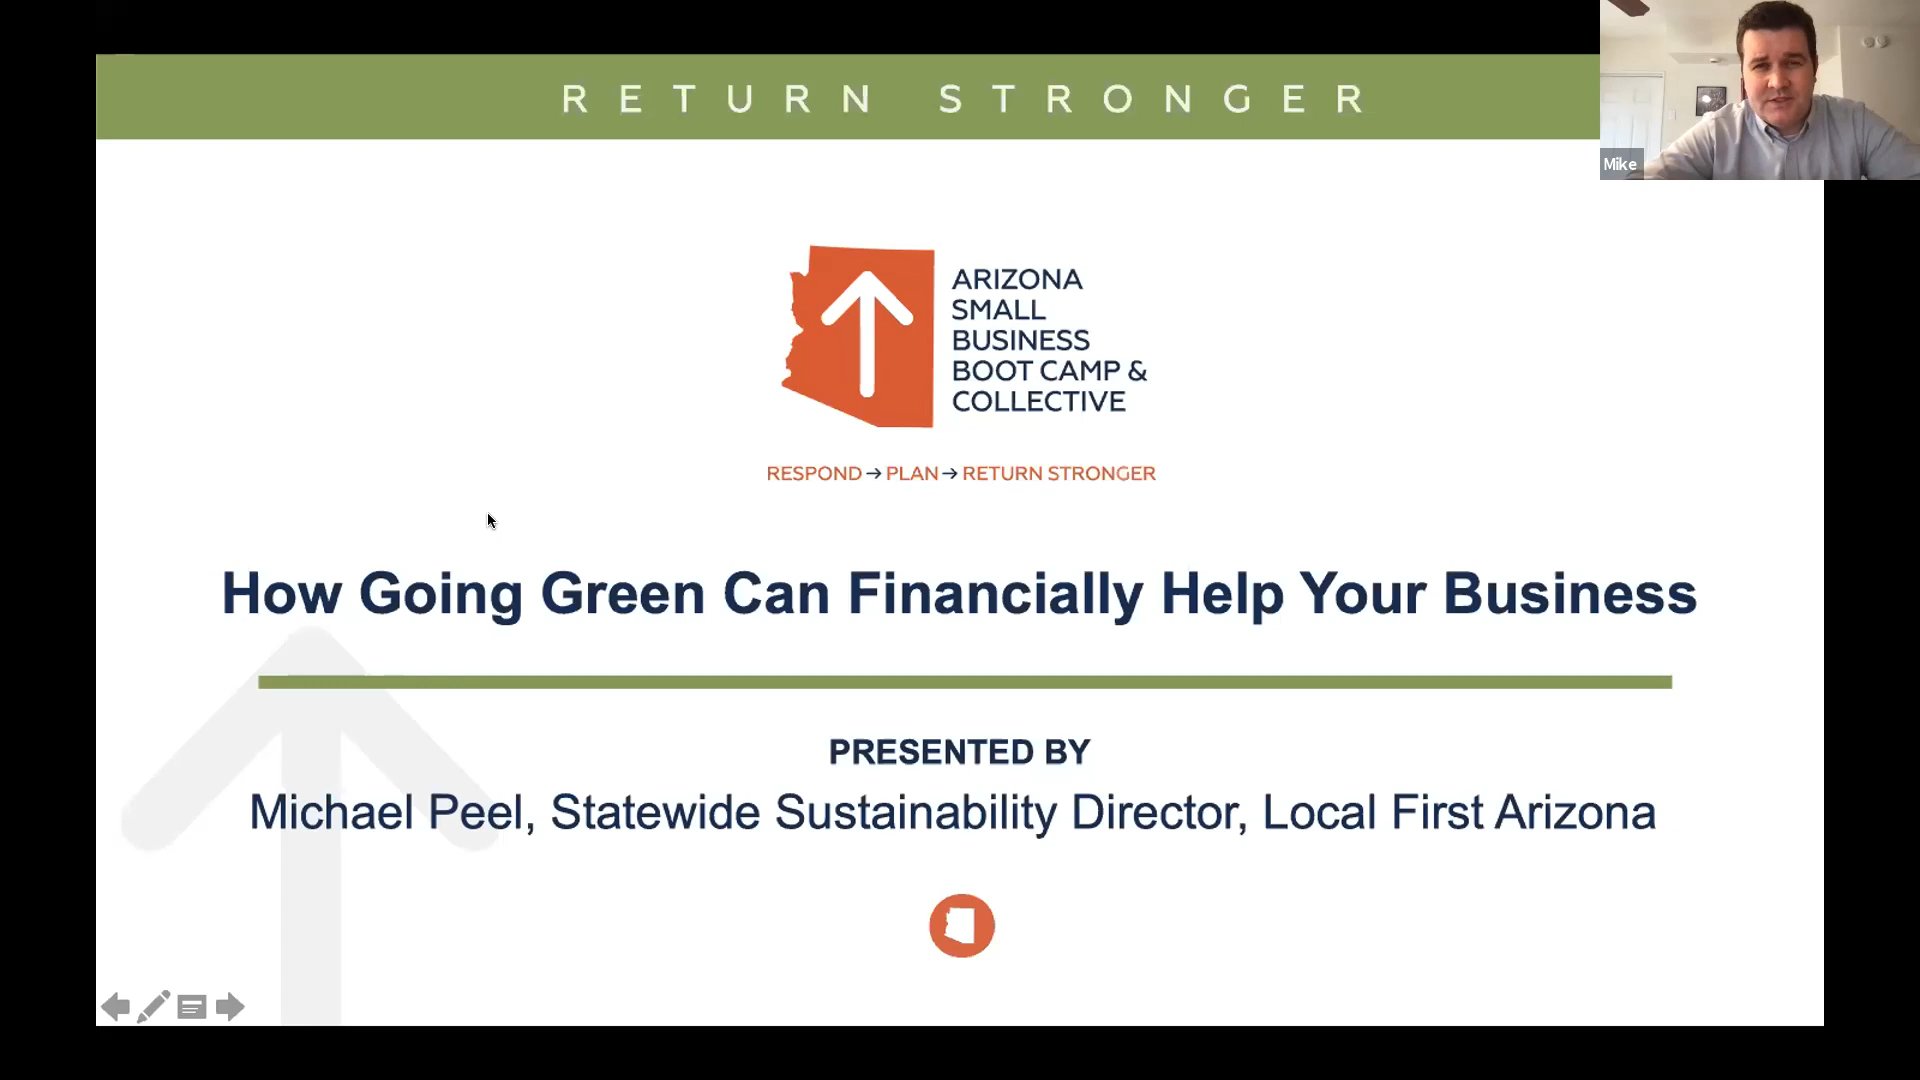 RETURN STRONGER
Mike
ARIZONA
SMALL
BUSINESS
BOOT CAMP &
COLLECTIVE
RESPOND → PLAN → RETURN STRONGER
How Going Green Can Financially Help Your Business
PRESENTED BY
Michael Peel, Statewide Sustainability Director, Local First Arizona